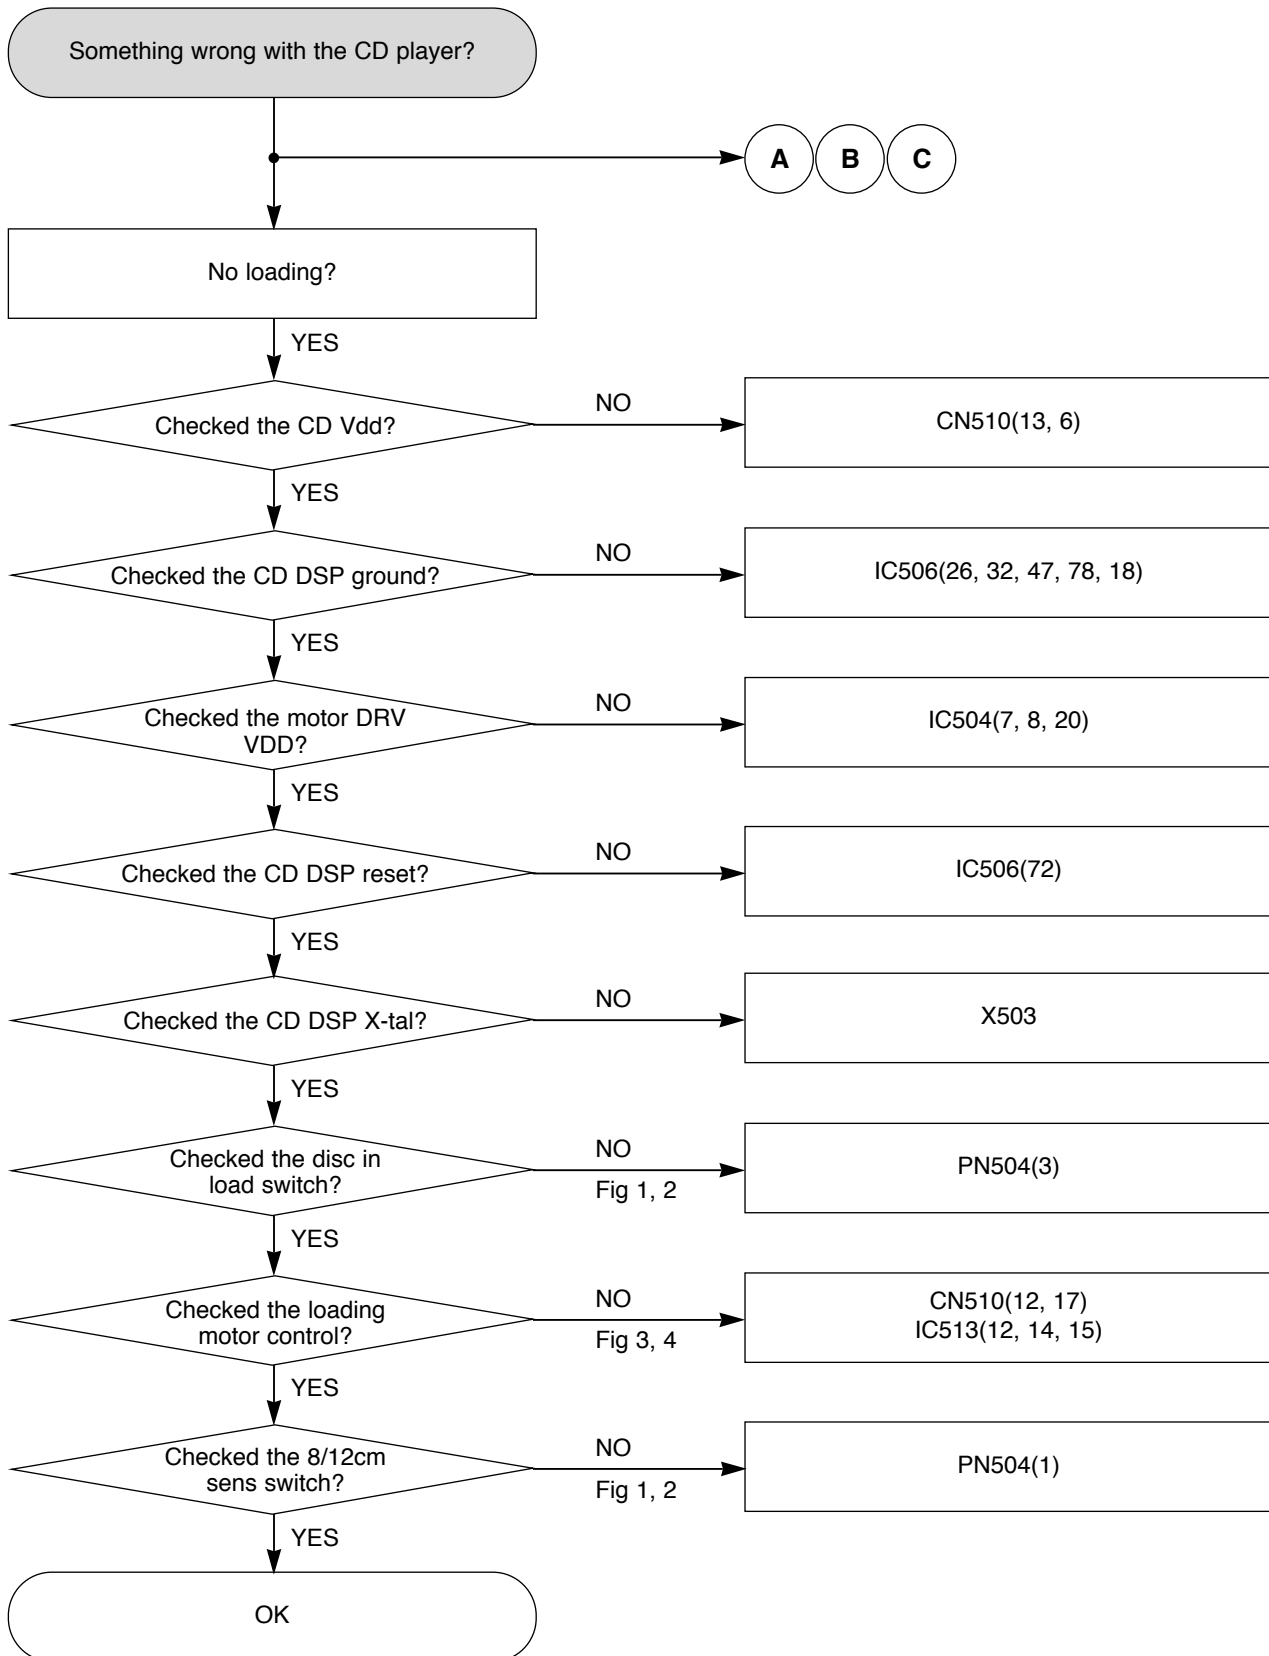 Something wrong with the CD player?
A B C
No loading?
YES
Checked the CD Vdd?
NO
CN510(13, 6)
YES
Checked the CD DSP ground?
NO
IC506(26, 32, 47, 78, 18)
YES
Checked the motor DRV
VDD?
NO
IC504(7, 8, 20)
YES
Checked the CD DSP reset?
NO
IC506(72)
YES
Checked the CD DSP X-tal?
NO
X503
YES
Checked the disc in
load switch?
NO
Fig 1, 2
PN504(3)
YES
Checked the loading
motor control?
NO
Fig 3, 4
CN510(12, 17)
IC513(12, 14, 15)
YES
Checked the 8/12cm
sens switch?
NO
Fig 1, 2
PN504(1)
YES
OK